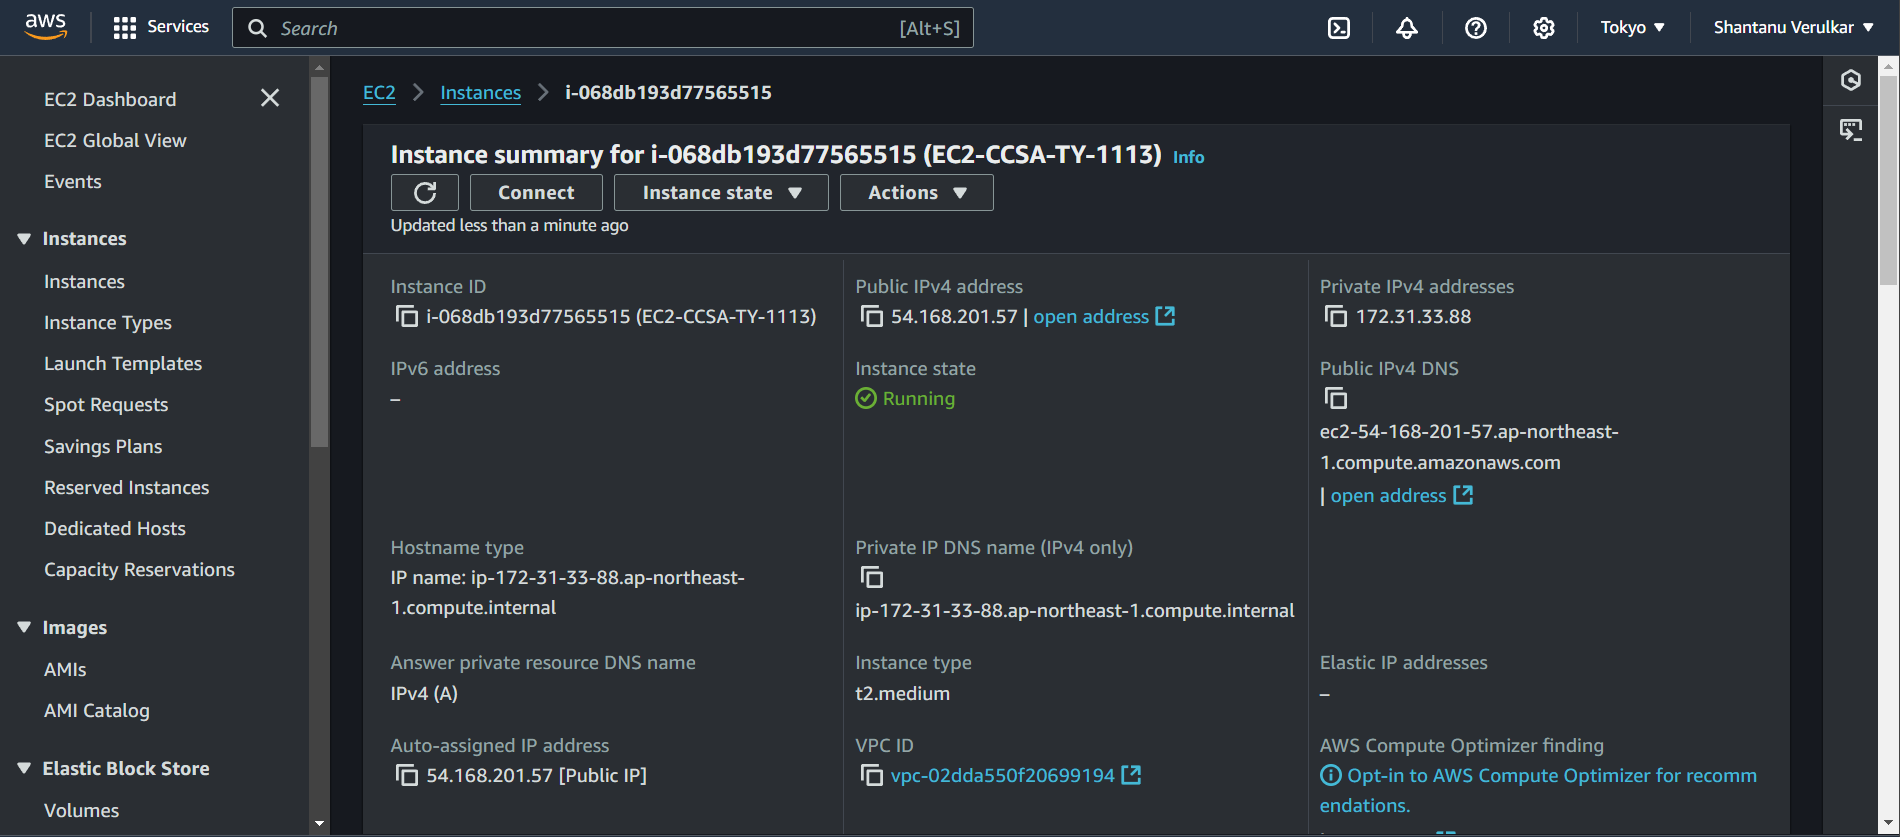 aws
Services
Search
[Alt+S]
Tokyo ▼
Shantanu Verulkar ▼
EC2 Dashboard
EC2 Global View
Events
▼ Instances
Instances
Instance Types
Launch Templates
Spot Requests
Savings Plans
Reserved Instances
Dedicated Hosts
Capacity Reservations
▼ Images
AMIs
AMI Catalog
▼ Elastic Block Store
Volumes
EC2 > Instances > i-068db193d77565515
Instance summary for i-068db193d77565515 (EC2-CCSA-TY-1113) Info
Connect
Instance state ▼
Actions ▼
Updated less than a minute ago
Instance ID
i-068db193d77565515 (EC2-CCSA-TY-1113)
Public IPv4 address
54.168.201.57 | open address
Private IPv4 addresses
172.31.33.88
IPv6 address
–
Instance state
Running
Public IPv4 DNS
ec2-54-168-201-57.ap-northeast-
1.compute.amazonaws.com
| open address
Hostname type
IP name: ip-172-31-33-88.ap-northeast-
1.compute.internal
Private IP DNS name (IPv4 only)
ip-172-31-33-88.ap-northeast-1.compute.internal
Answer private resource DNS name
IPv4 (A)
Instance type
t2.medium
Elastic IP addresses
–
Auto-assigned IP address
54.168.201.57 [Public IP]
VPC ID
vpc-02dda550f20699194
AWS Compute Optimizer finding
Opt-in to AWS Compute Optimizer for recomm
endations.